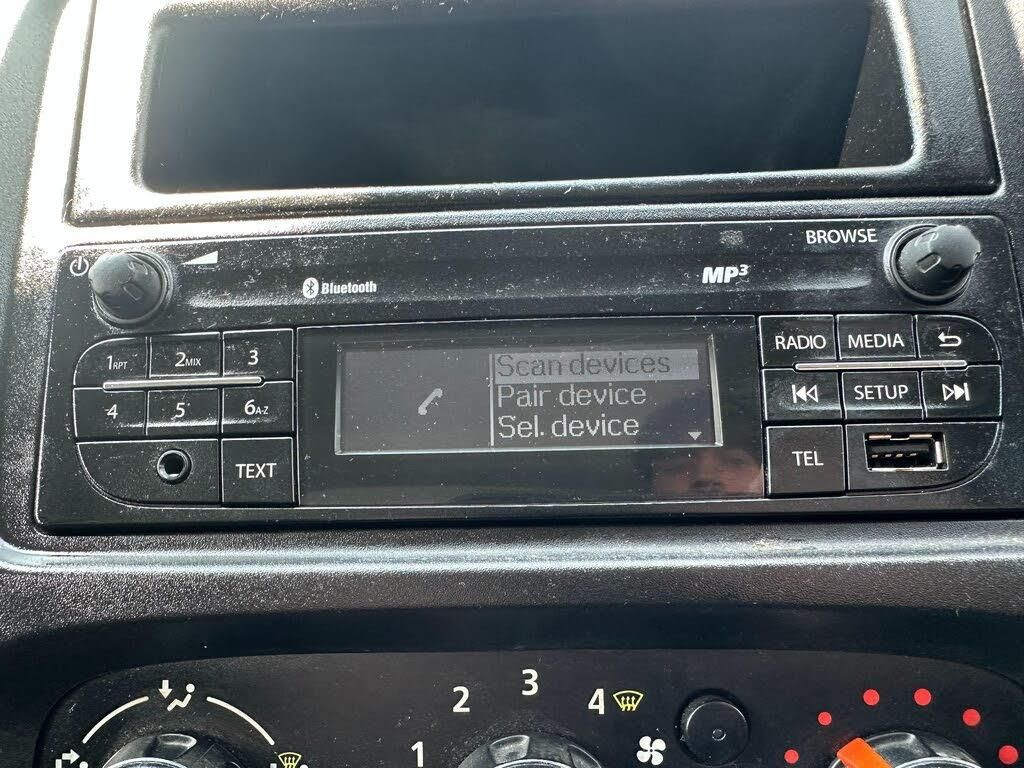 BROWSE
Bluetooth
MP3
1RPT
2MIX
3
4
5
6A-Z
TEXT
Scan devices
Pair device
Sel. device
RADIO
MEDIA
SETUP
TEL
1
2
3
4